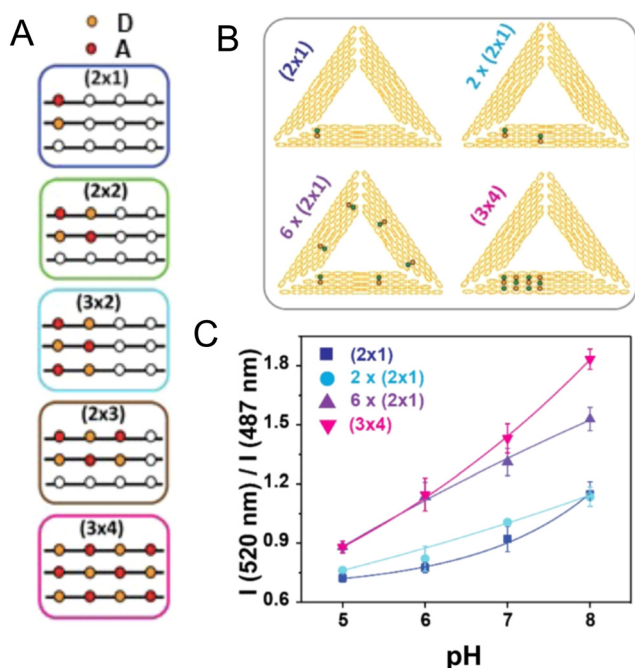 A
D
A
(2x1)
(2x2)
(3x2)
(2x3)
(3x4)
B
(2x1)
2 x (2x1)
6 x (2x1)
(3x4)
C
I (520 nm) / I (487 nm)
1.8
1.5
1.2
0.9
0.6
(2x1)
2 x (2x1)
6 x (2x1)
(3x4)
5 6 7 8
pH